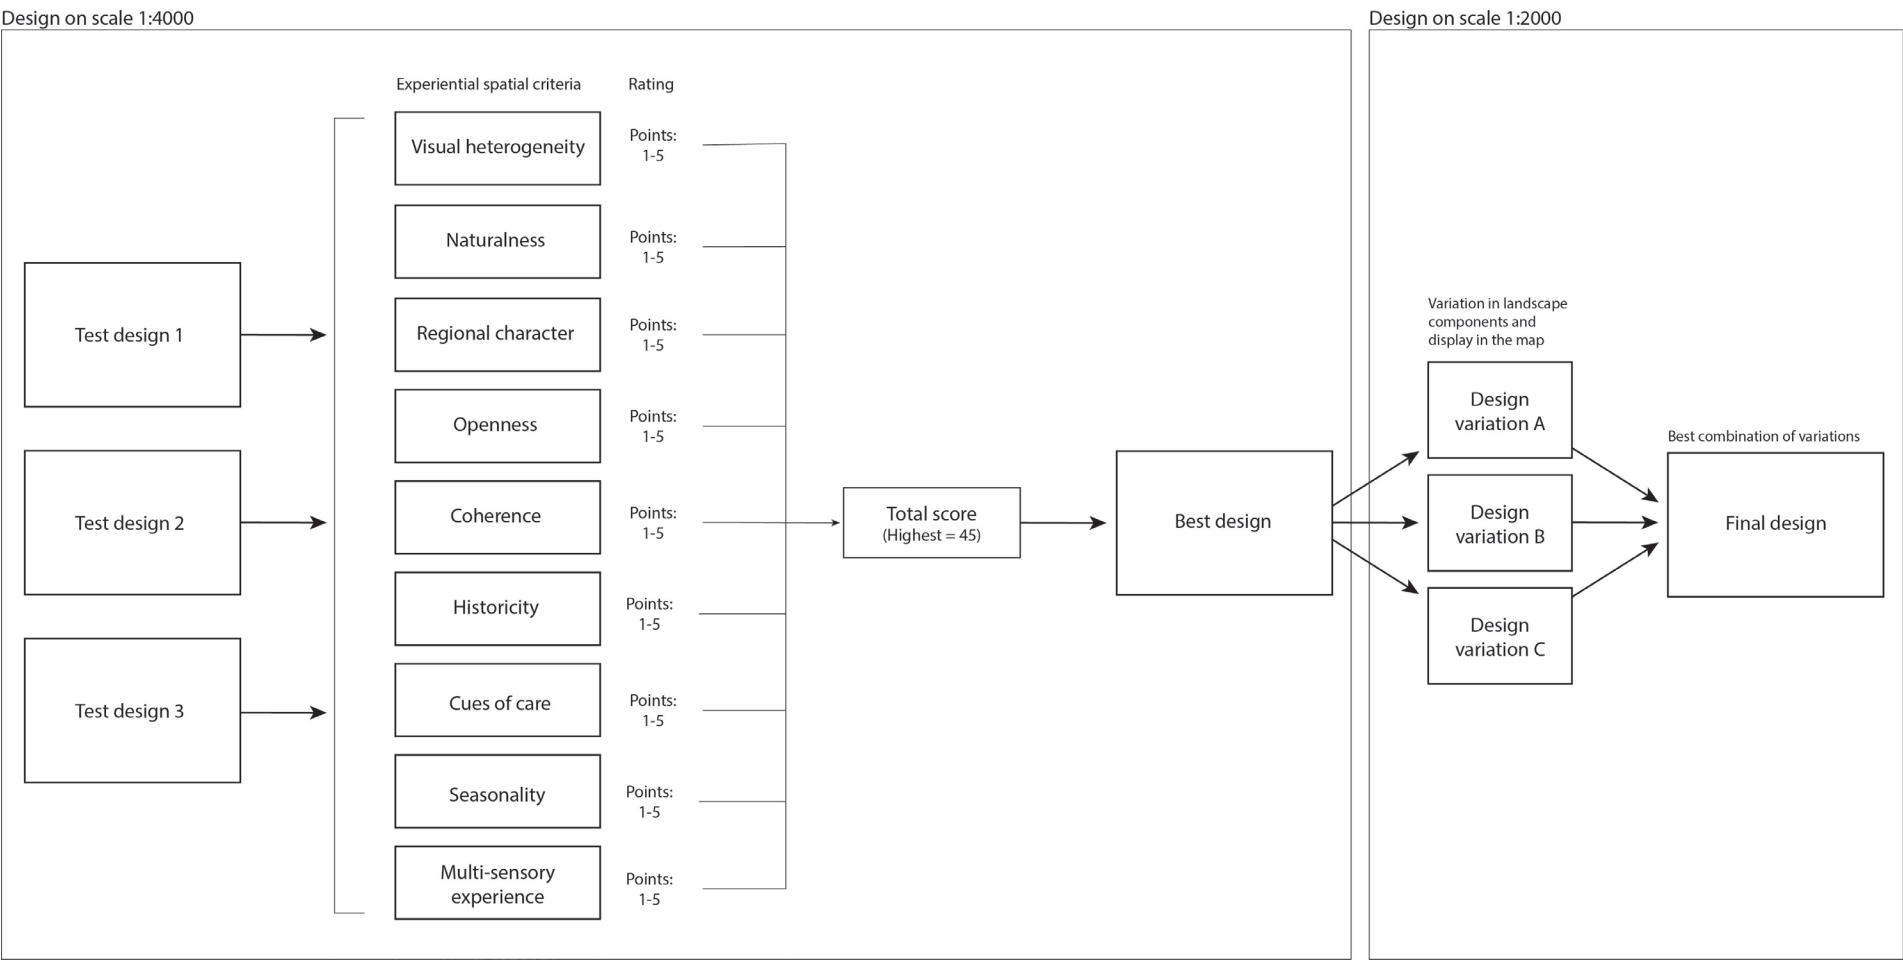 Design on scale 1:4000
Design on scale 1:2000
Experiential spatial criteria
Rating
Test design 1
Test design 2
Test design 3
Visual heterogeneity
Points:
1-5
Naturalness
Points:
1-5
Regional character
Points:
1-5
Openness
Points:
1-5
Coherence
Points:
1-5
Historicity
Points:
1-5
Cues of care
Points:
1-5
Seasonality
Points:
1-5
Multi-sensory
experience
Points:
1-5
Total score
(Highest = 45)
Best design
Variation in landscape
components and
display in the map
Design
variation A
Design
variation B
Design
variation C
Best combination of variations
Final design